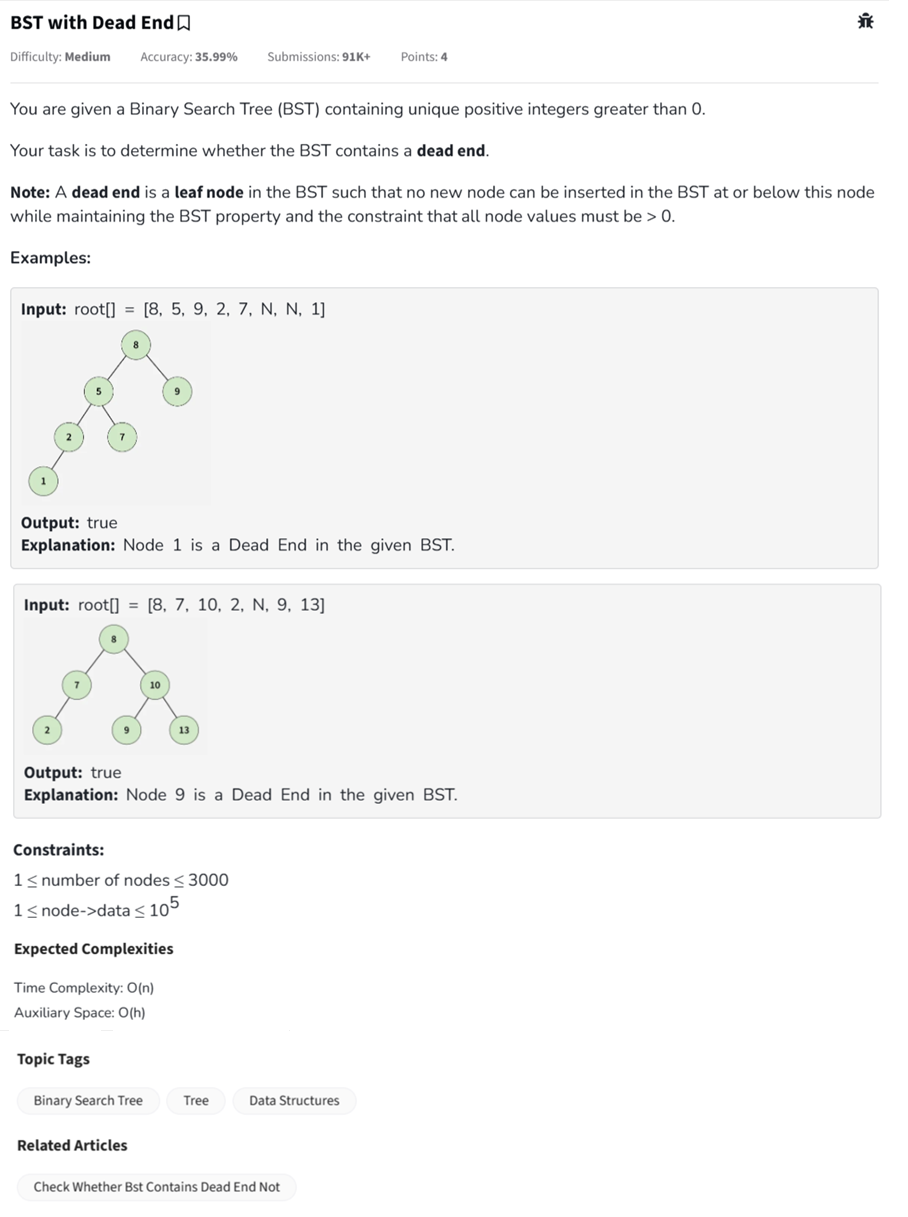 BST with Dead End
Difficulty: Medium Accuracy: 35.99% Submissions: 91K+ Points: 4
You are given a Binary Search Tree (BST) containing unique positive integers greater than 0.
Your task is to determine whether the BST contains a dead end.
Note: A dead end is a leaf node in the BST such that no new node can be inserted in the BST at or below this node
while maintaining the BST property and the constraint that all node values must be > 0.
Examples:
Input: root[] = [8, 5, 9, 2, 7, N, N, 1]
8
5 9
2 7
1
Output: true
Explanation: Node 1 is a Dead End in the given BST.
Input: root[] = [8, 7, 10, 2, N, 9, 13]
8
7 10
2 9 13
Output: true
Explanation: Node 9 is a Dead End in the given BST.
Constraints:
1 ≤ number of nodes ≤ 3000
1 ≤ node->data ≤ 10^5
Expected Complexities
Time Complexity: O(n)
Auxiliary Space: O(h)
Topic Tags
Binary Search Tree Tree Data Structures
Related Articles
Check Whether Bst Contains Dead End Not